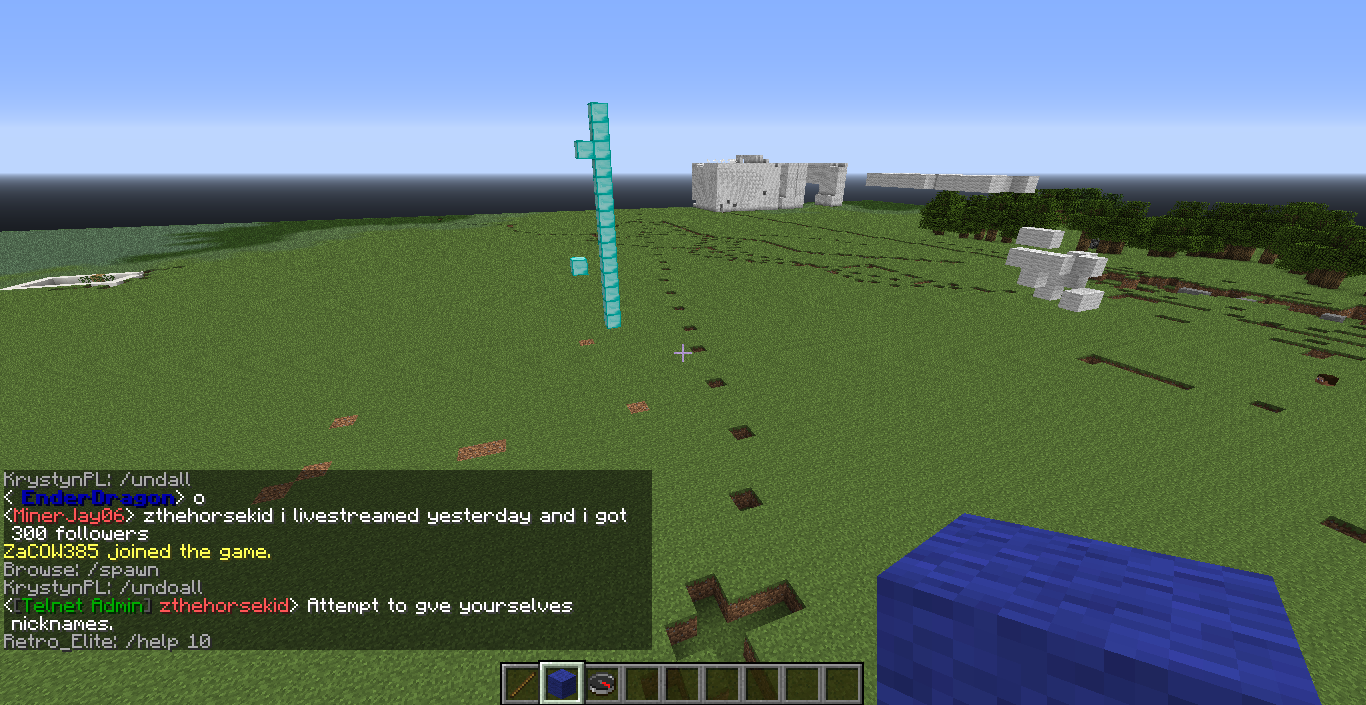 KrystynPL: /undall
< EnderDragon> o
<MinerJay06> zthehorsekid i livestreamed yesterday and i got
300 followers
ZaCOW385 joined the game.
Browse: /spawn
KrystynPL: /undoall
<[Telnet Admin] zthehorsekid> Attempt to gve yourselves
nicknames.
Retro_Elite: /help 10